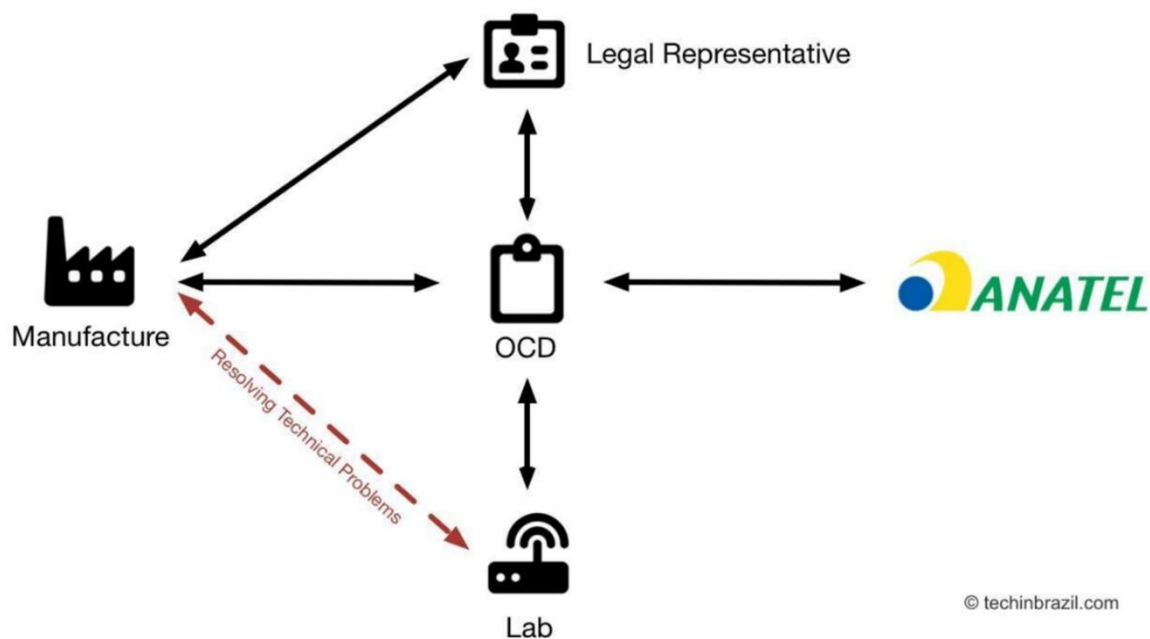 Legal Representative
Manufacture
OCD
ANATEL
Resolving Technical Problems
Lab
© techinbrazil.com